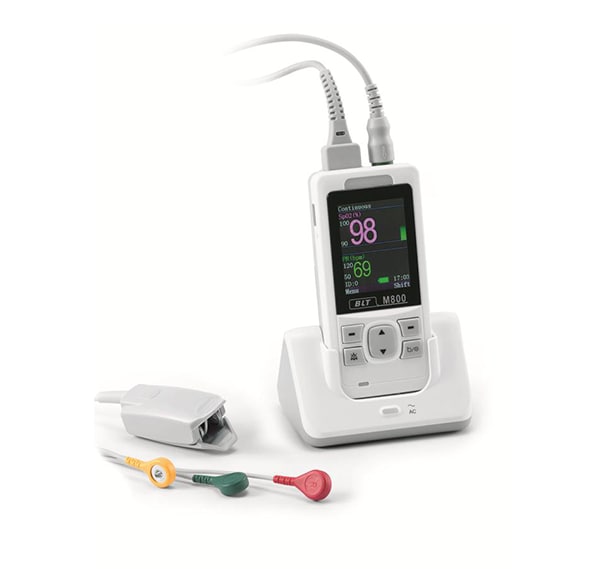 Continuous
SpO2(%)
100
98
90
PR(bpm)
120
69
50
ID:0 17:03
Menu Shift
BLT M800
AC